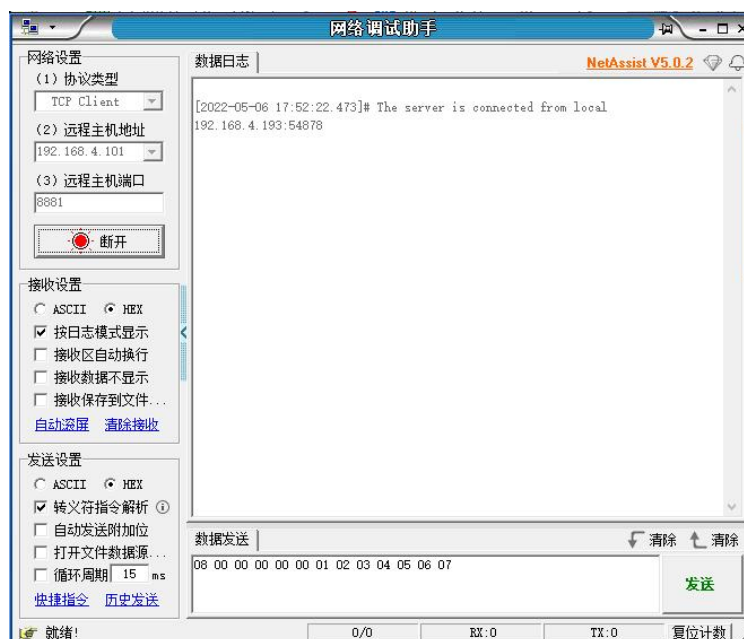 网络调试助手
网络设置
(1) 协议类型
TCP Client
(2) 远程主机地址
192.168.4.101
(3) 远程主机端口
8881
断开
接收设置
ASCII HEX
按日志模式显示
接收区自动换行
接收数据不显示
接收保存到文件...
自动滚屏 清除接收
发送设置
ASCII HEX
转义符指令解析
自动发送附加位
打开文件数据源...
循环周期 15 ms
快捷指令 历史发送
数据日志
NetAssist V5.0.2
[2022-05-06 17:52:22.473]# The server is connected from local
192.168.4.193:54878
数据发送
清除 清除
08 00 00 00 00 00 01 02 03 04 05 06 07
发送
就绪! 0/0 RX:0 TX:0 复位计数